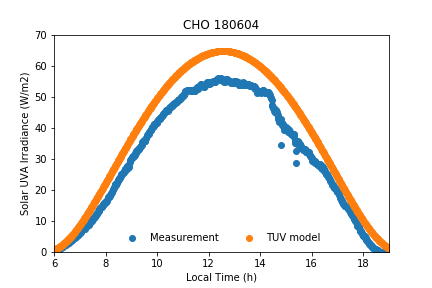 CHO 180604
Solar UVA Irradiance (W/m2)
70
60
50
40
30
20
10
0
Measurement TUV model
6 8 10 12 14 16 18
Local Time (h)